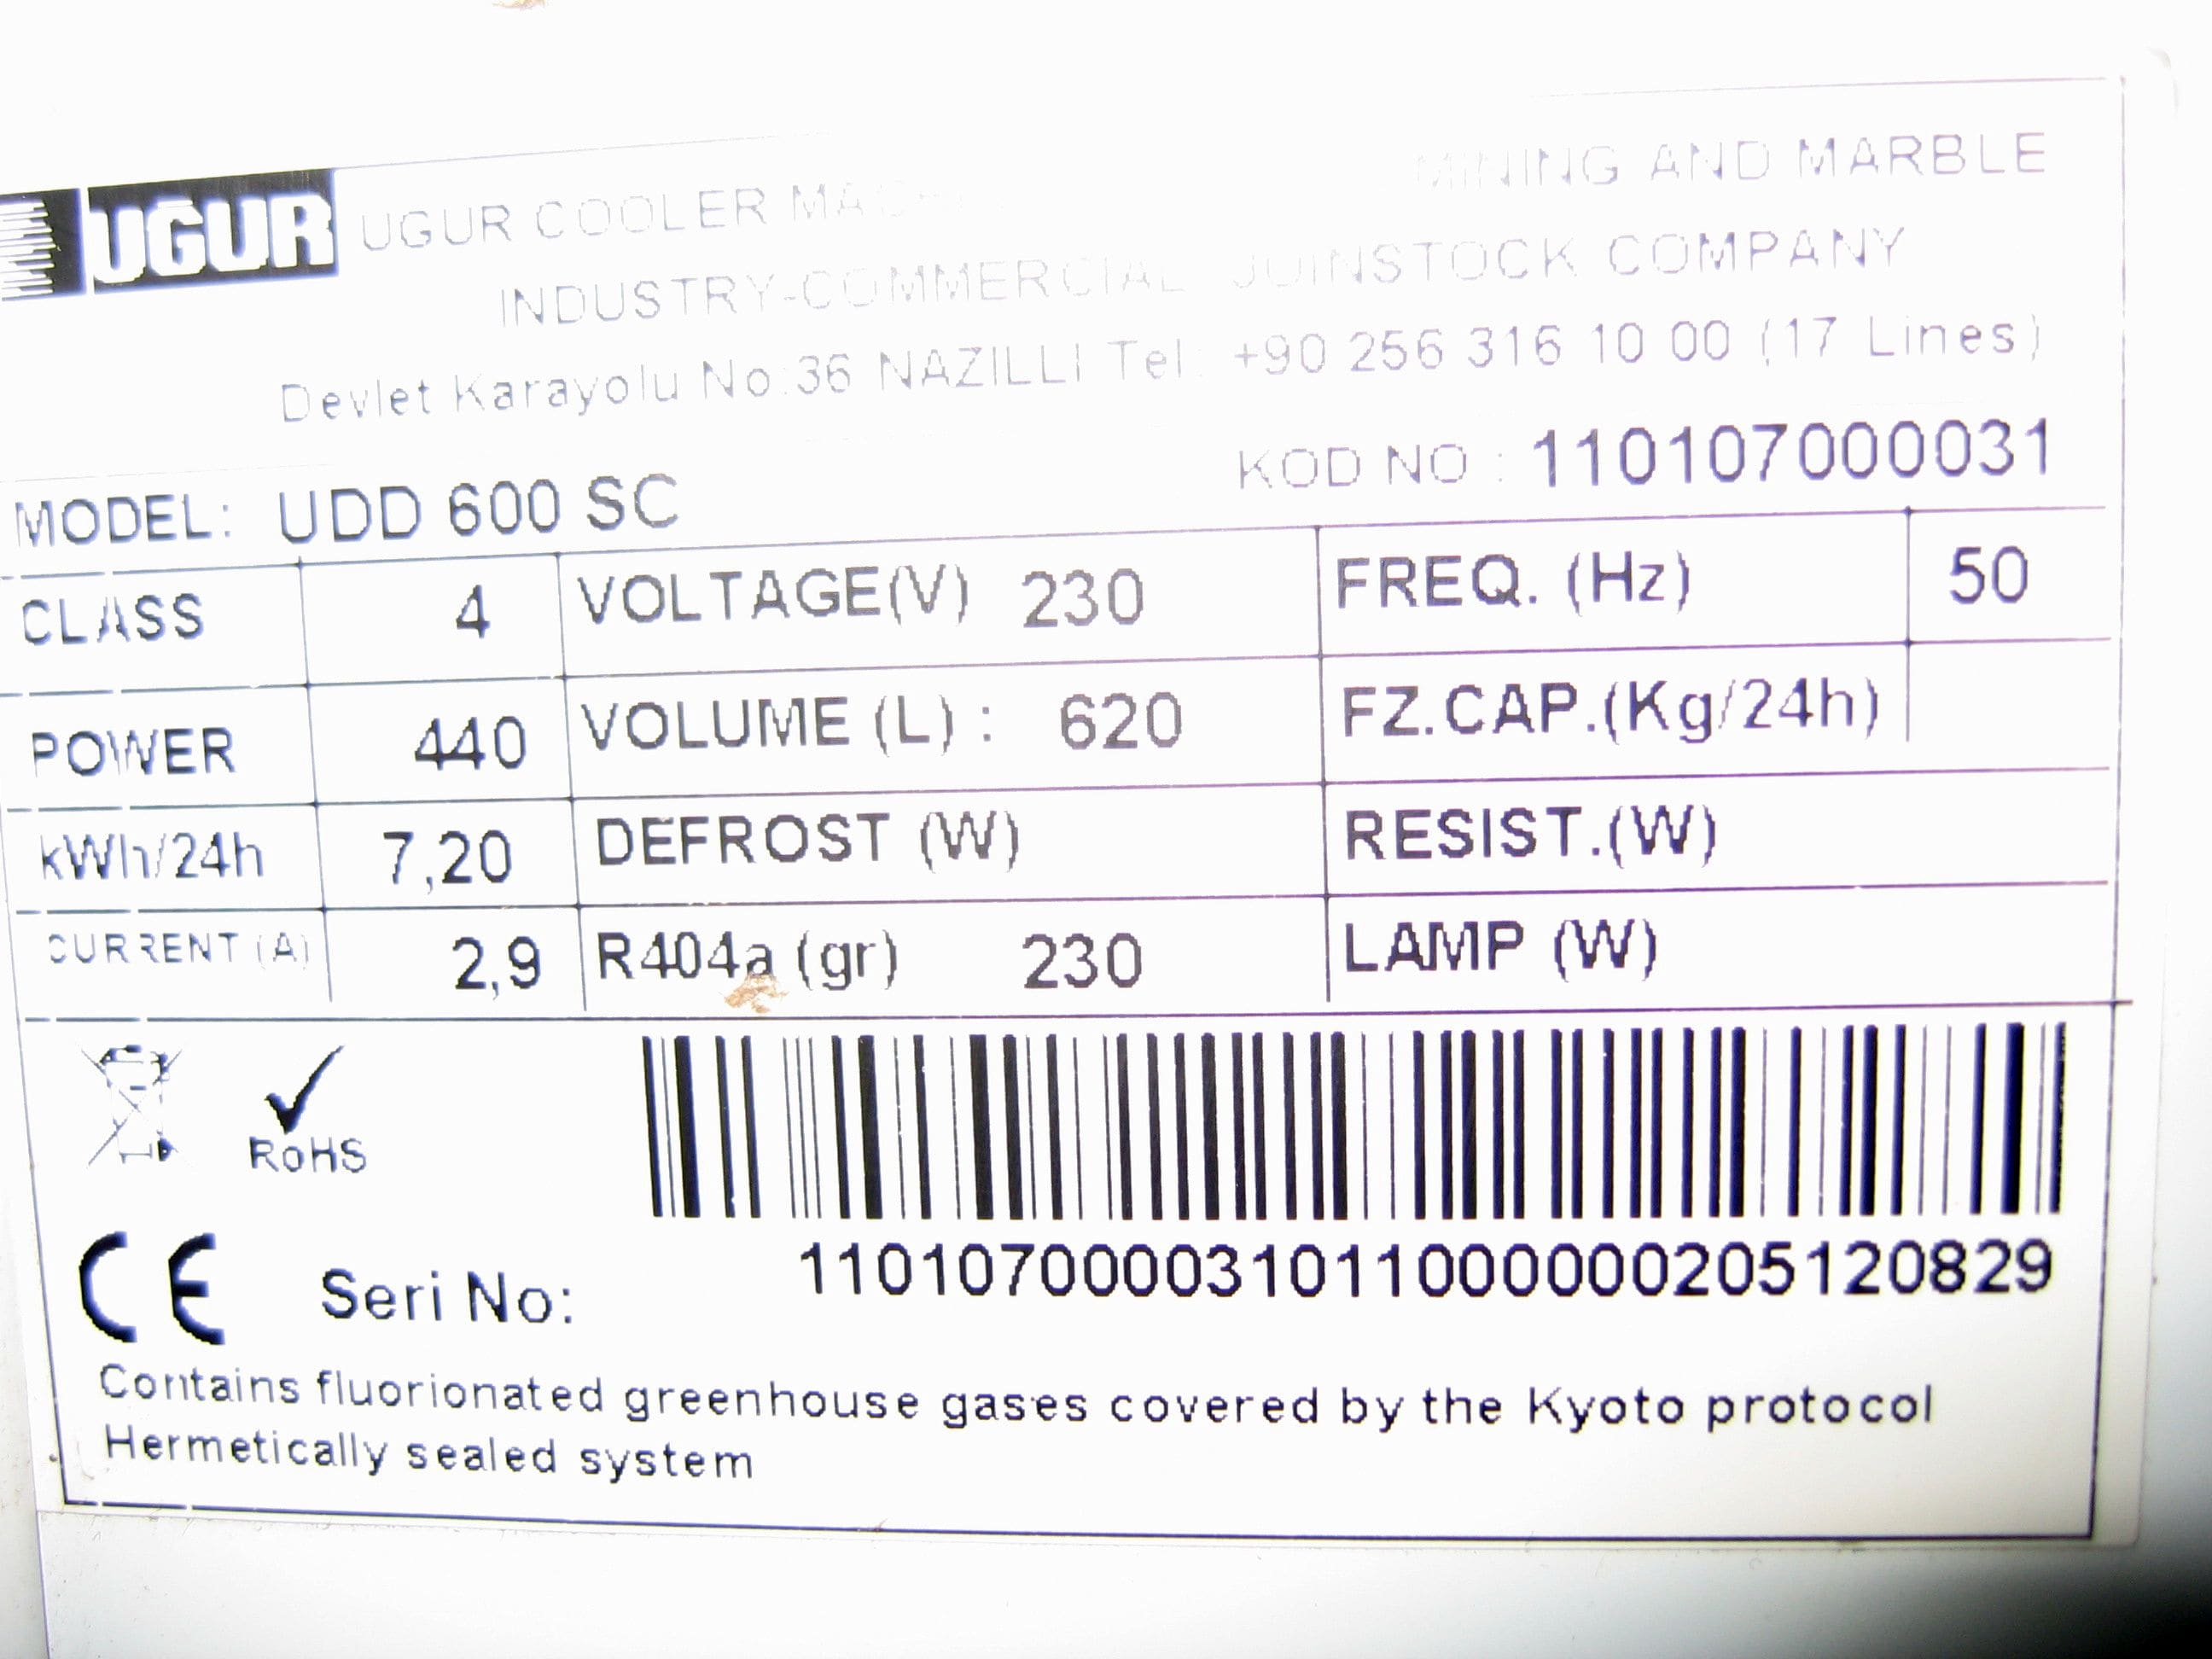 UGUR UGUR COOLER MINING AND MARBLE
INDUSTRY-COMMERCIAL JOINSTOCK COMPANY
Devlet Karayolu No:36 NAZILLI Tel. +90 256 316 10 00 (17 Lines)
KOD NO : 110107000031
MODEL: UDD 600 SC
CLASS 4 VOLTAGE(V) 230 FREQ. (Hz) 50
POWER 440 VOLUME (L) : 620 FZ.CAP.(Kg/24h)
kWh/24h 7,20 DEFROST (W) RESIST.(W)
CURRENT (A) 2,9 R404a (gr) 230 LAMP (W)
RoHS
CE Seri No: 1101070000310110000000205120829
Contains fluorionated greenhouse gases covered by the Kyoto protocol
Hermetically sealed system